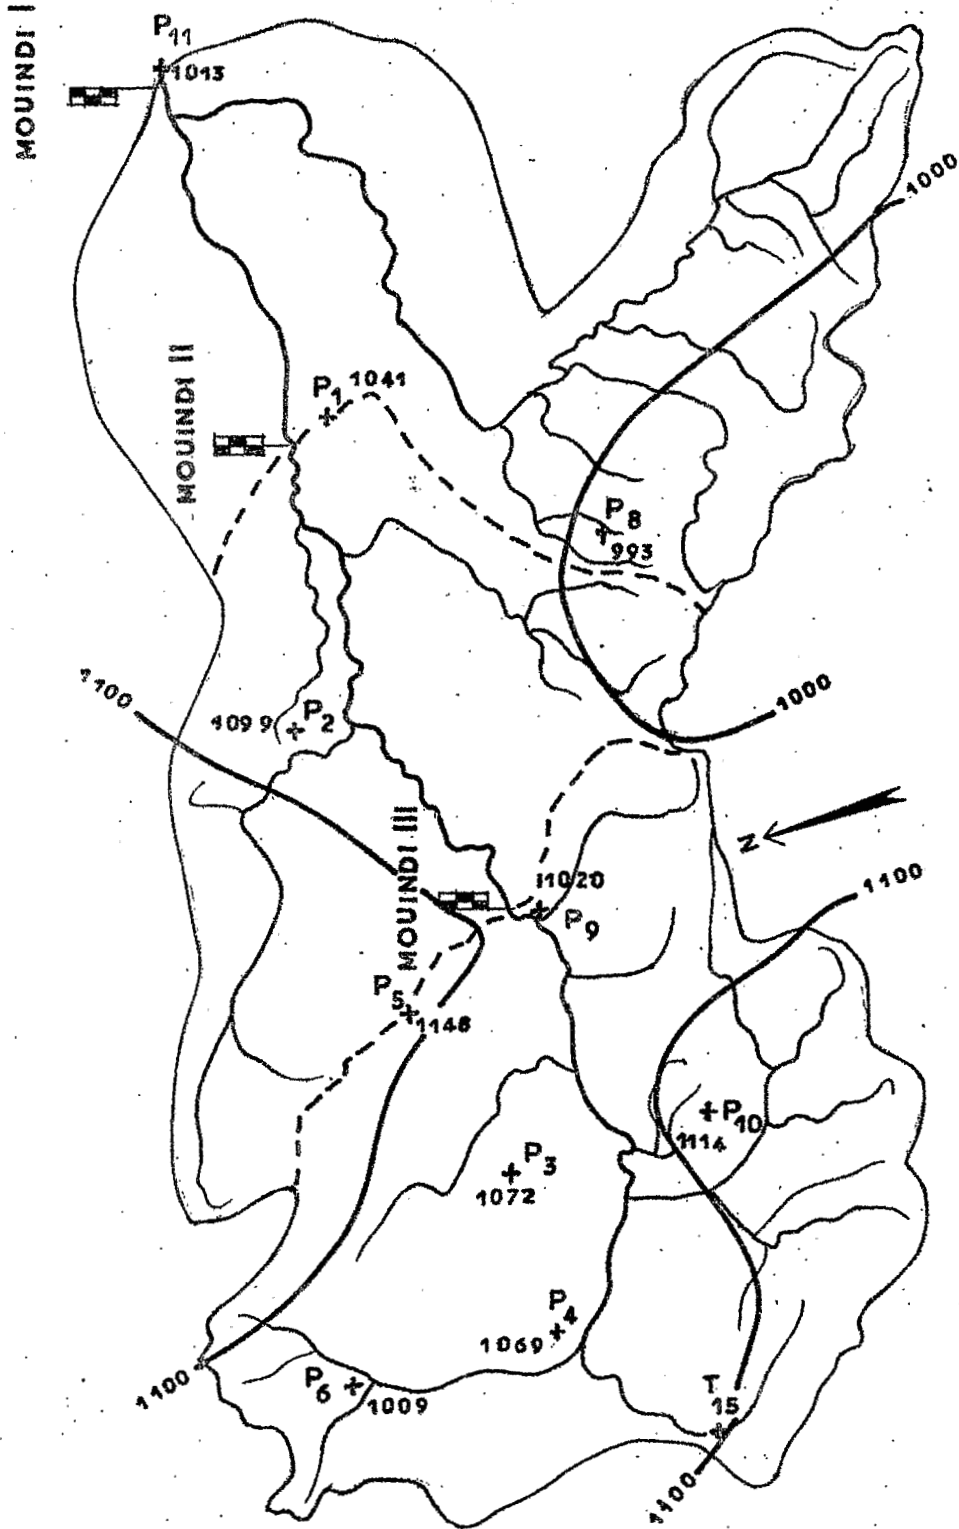 MOUINDI I
P11
1013
1000
MOUINDI II
P1
1041
P8
993
1100
1099
P2
1000
MOUINDI III
N
1020
P9
1100
P5
1148
P10
1114
P3
1072
P4
1069
P6
1009
1100
T
15
1100